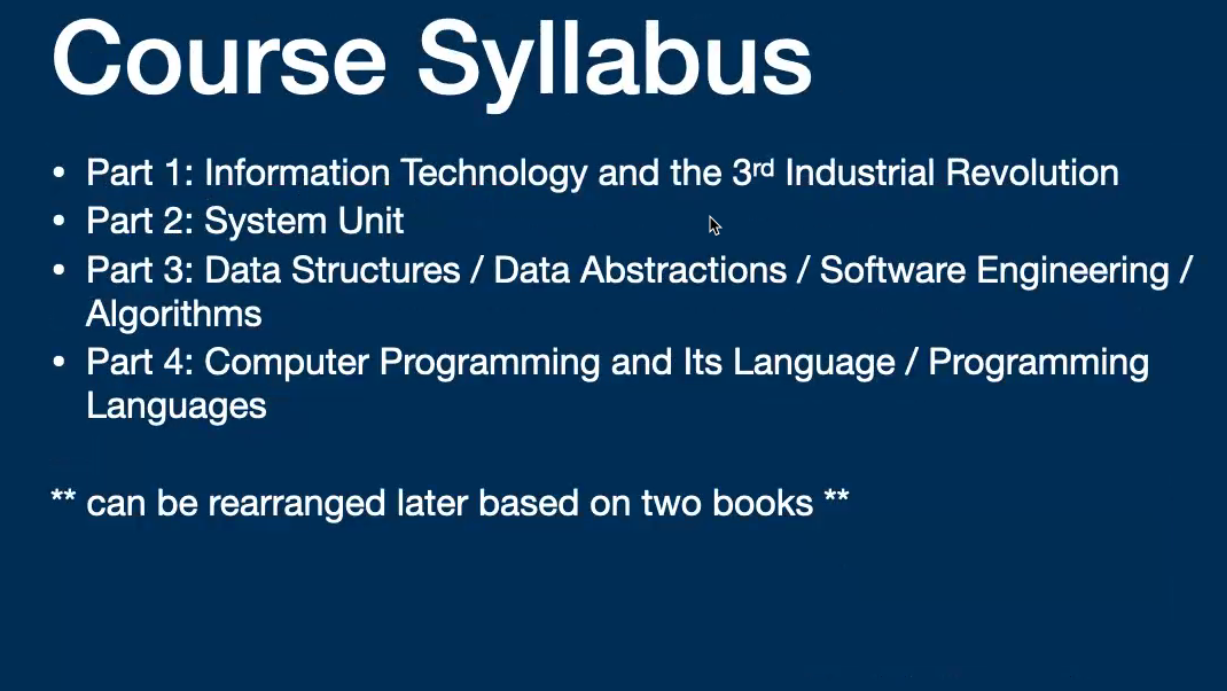 Course Syllabus
• Part 1: Information Technology and the 3rd Industrial Revolution
• Part 2: System Unit
• Part 3: Data Structures / Data Abstractions / Software Engineering /
Algorithms
• Part 4: Computer Programming and Its Language / Programming
Languages
** can be rearranged later based on two books **